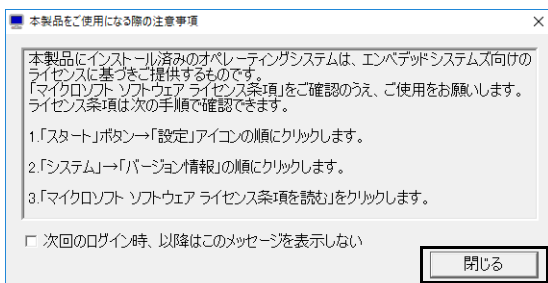 本製品をご使用になる際の注意事項
本製品にインストール済みのオペレーティングシステムは、エンベデッドシステムズ向けの
ライセンスに基づきご提供するものです。
「マイクロソフト ソフトウェア ライセンス条項」をご確認のうえ、ご使用をお願いします。
ライセンス条項は次の手順で確認できます。
1.「スタート」ボタン→「設定」アイコンの順にクリックします。
2.「システム」→「バージョン情報」の順にクリックします。
3.「マイクロソフト ソフトウェア ライセンス条項を読む」をクリックします。
次回のログイン時、以降はこのメッセージを表示しない
閉じる